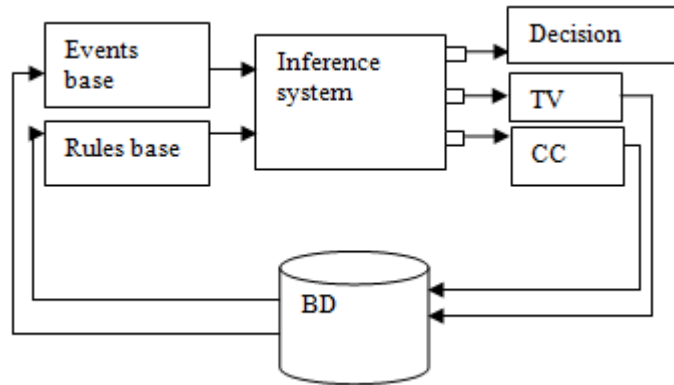 Events
base
Rules base
Inference
system
Decision
TV
CC
BD